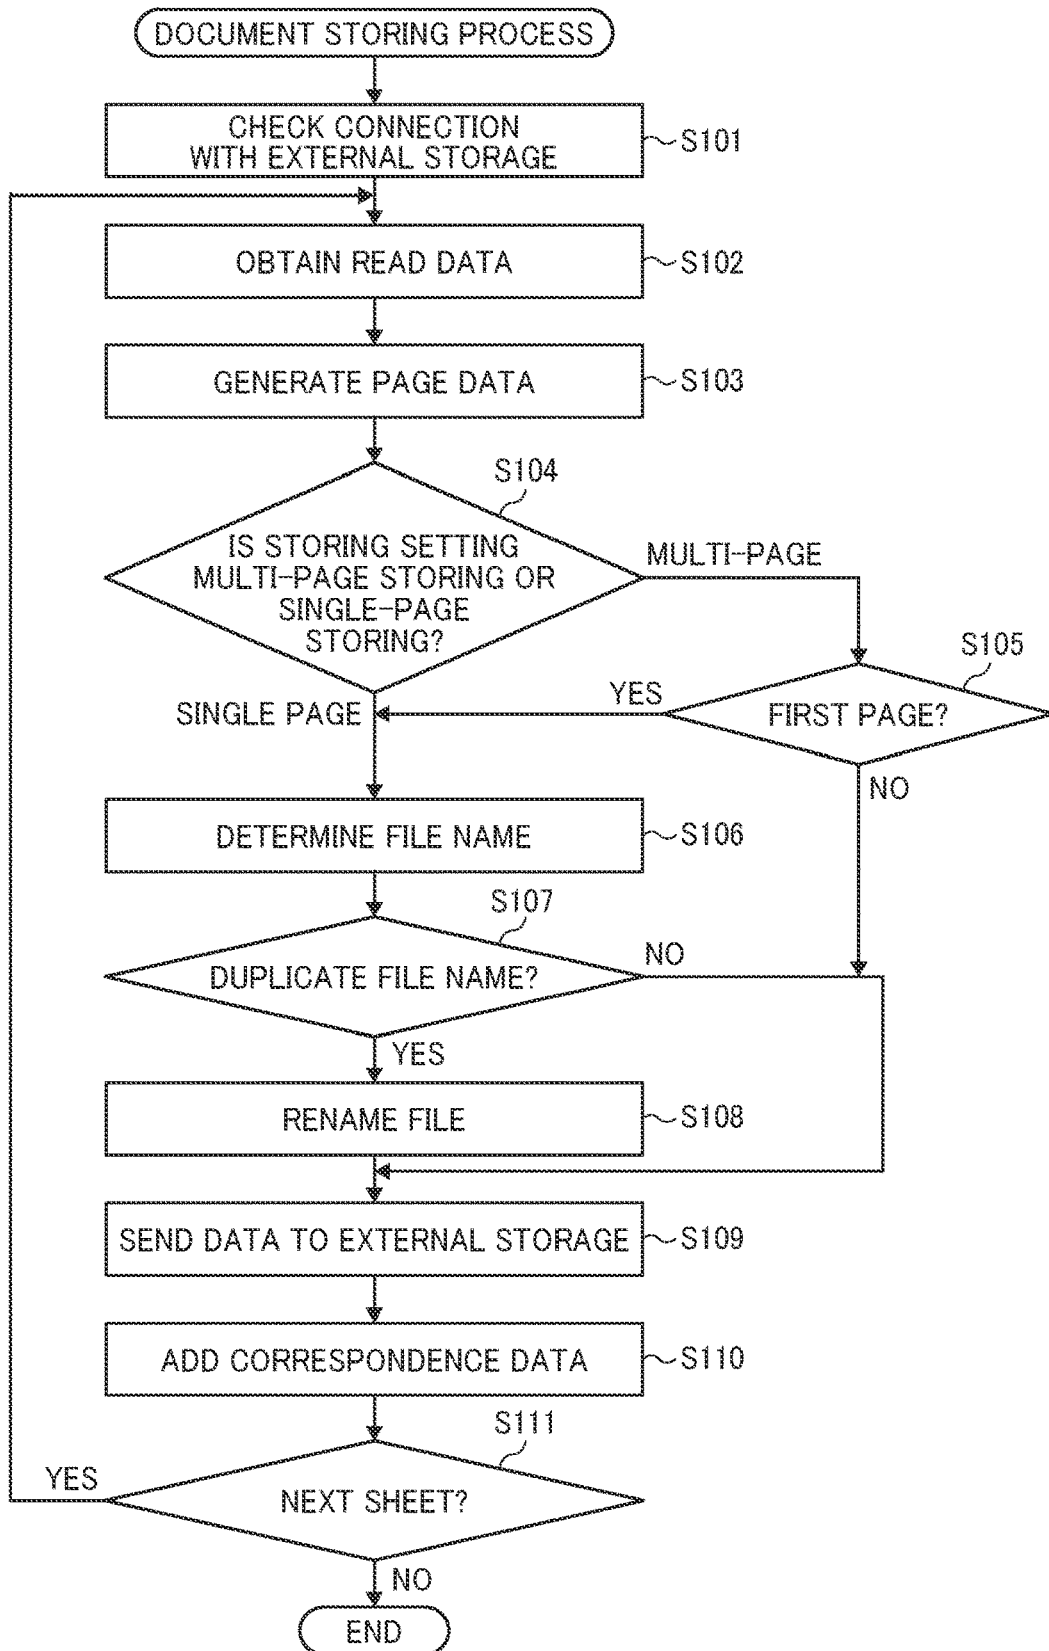 DOCUMENT STORING PROCESS
CHECK CONNECTION
WITH EXTERNAL STORAGE
S101
OBTAIN READ DATA
S102
GENERATE PAGE DATA
S103
S104
IS STORING SETTING
MULTI-PAGE STORING OR
SINGLE-PAGE
STORING?
MULTI-PAGE
S105
SINGLE PAGE
YES
FIRST PAGE?
NO
DETERMINE FILE NAME
S106
S107
DUPLICATE FILE NAME?
NO
YES
RENAME FILE
S108
SEND DATA TO EXTERNAL STORAGE
S109
ADD CORRESPONDENCE DATA
S110
S111
YES
NEXT SHEET?
NO
END